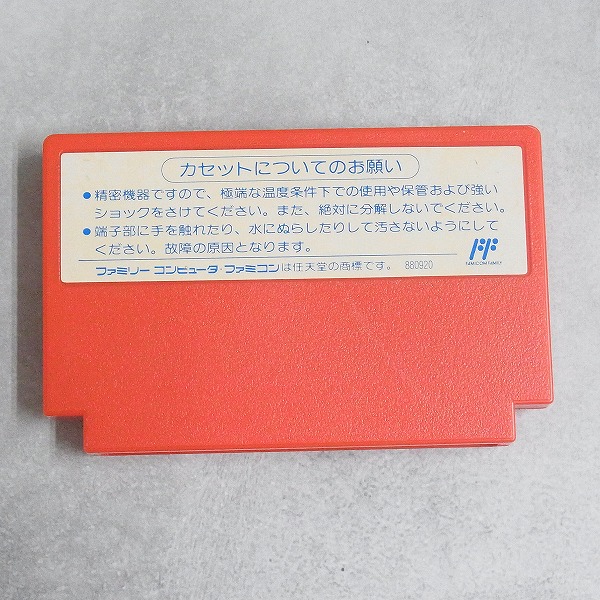 カセットについてのお願い
●精密機器ですので、極端な温度条件下での使用や保管および強い
ショックをさけてください。また、絶対に分解しないでください。
●端子部に手を触れたり、水にぬらしたりして汚さないようにして
ください。故障の原因となります。
FAMICOM FAMILY
ファミリー コンピュータ・ファミコンは任天堂の商標です。 880920